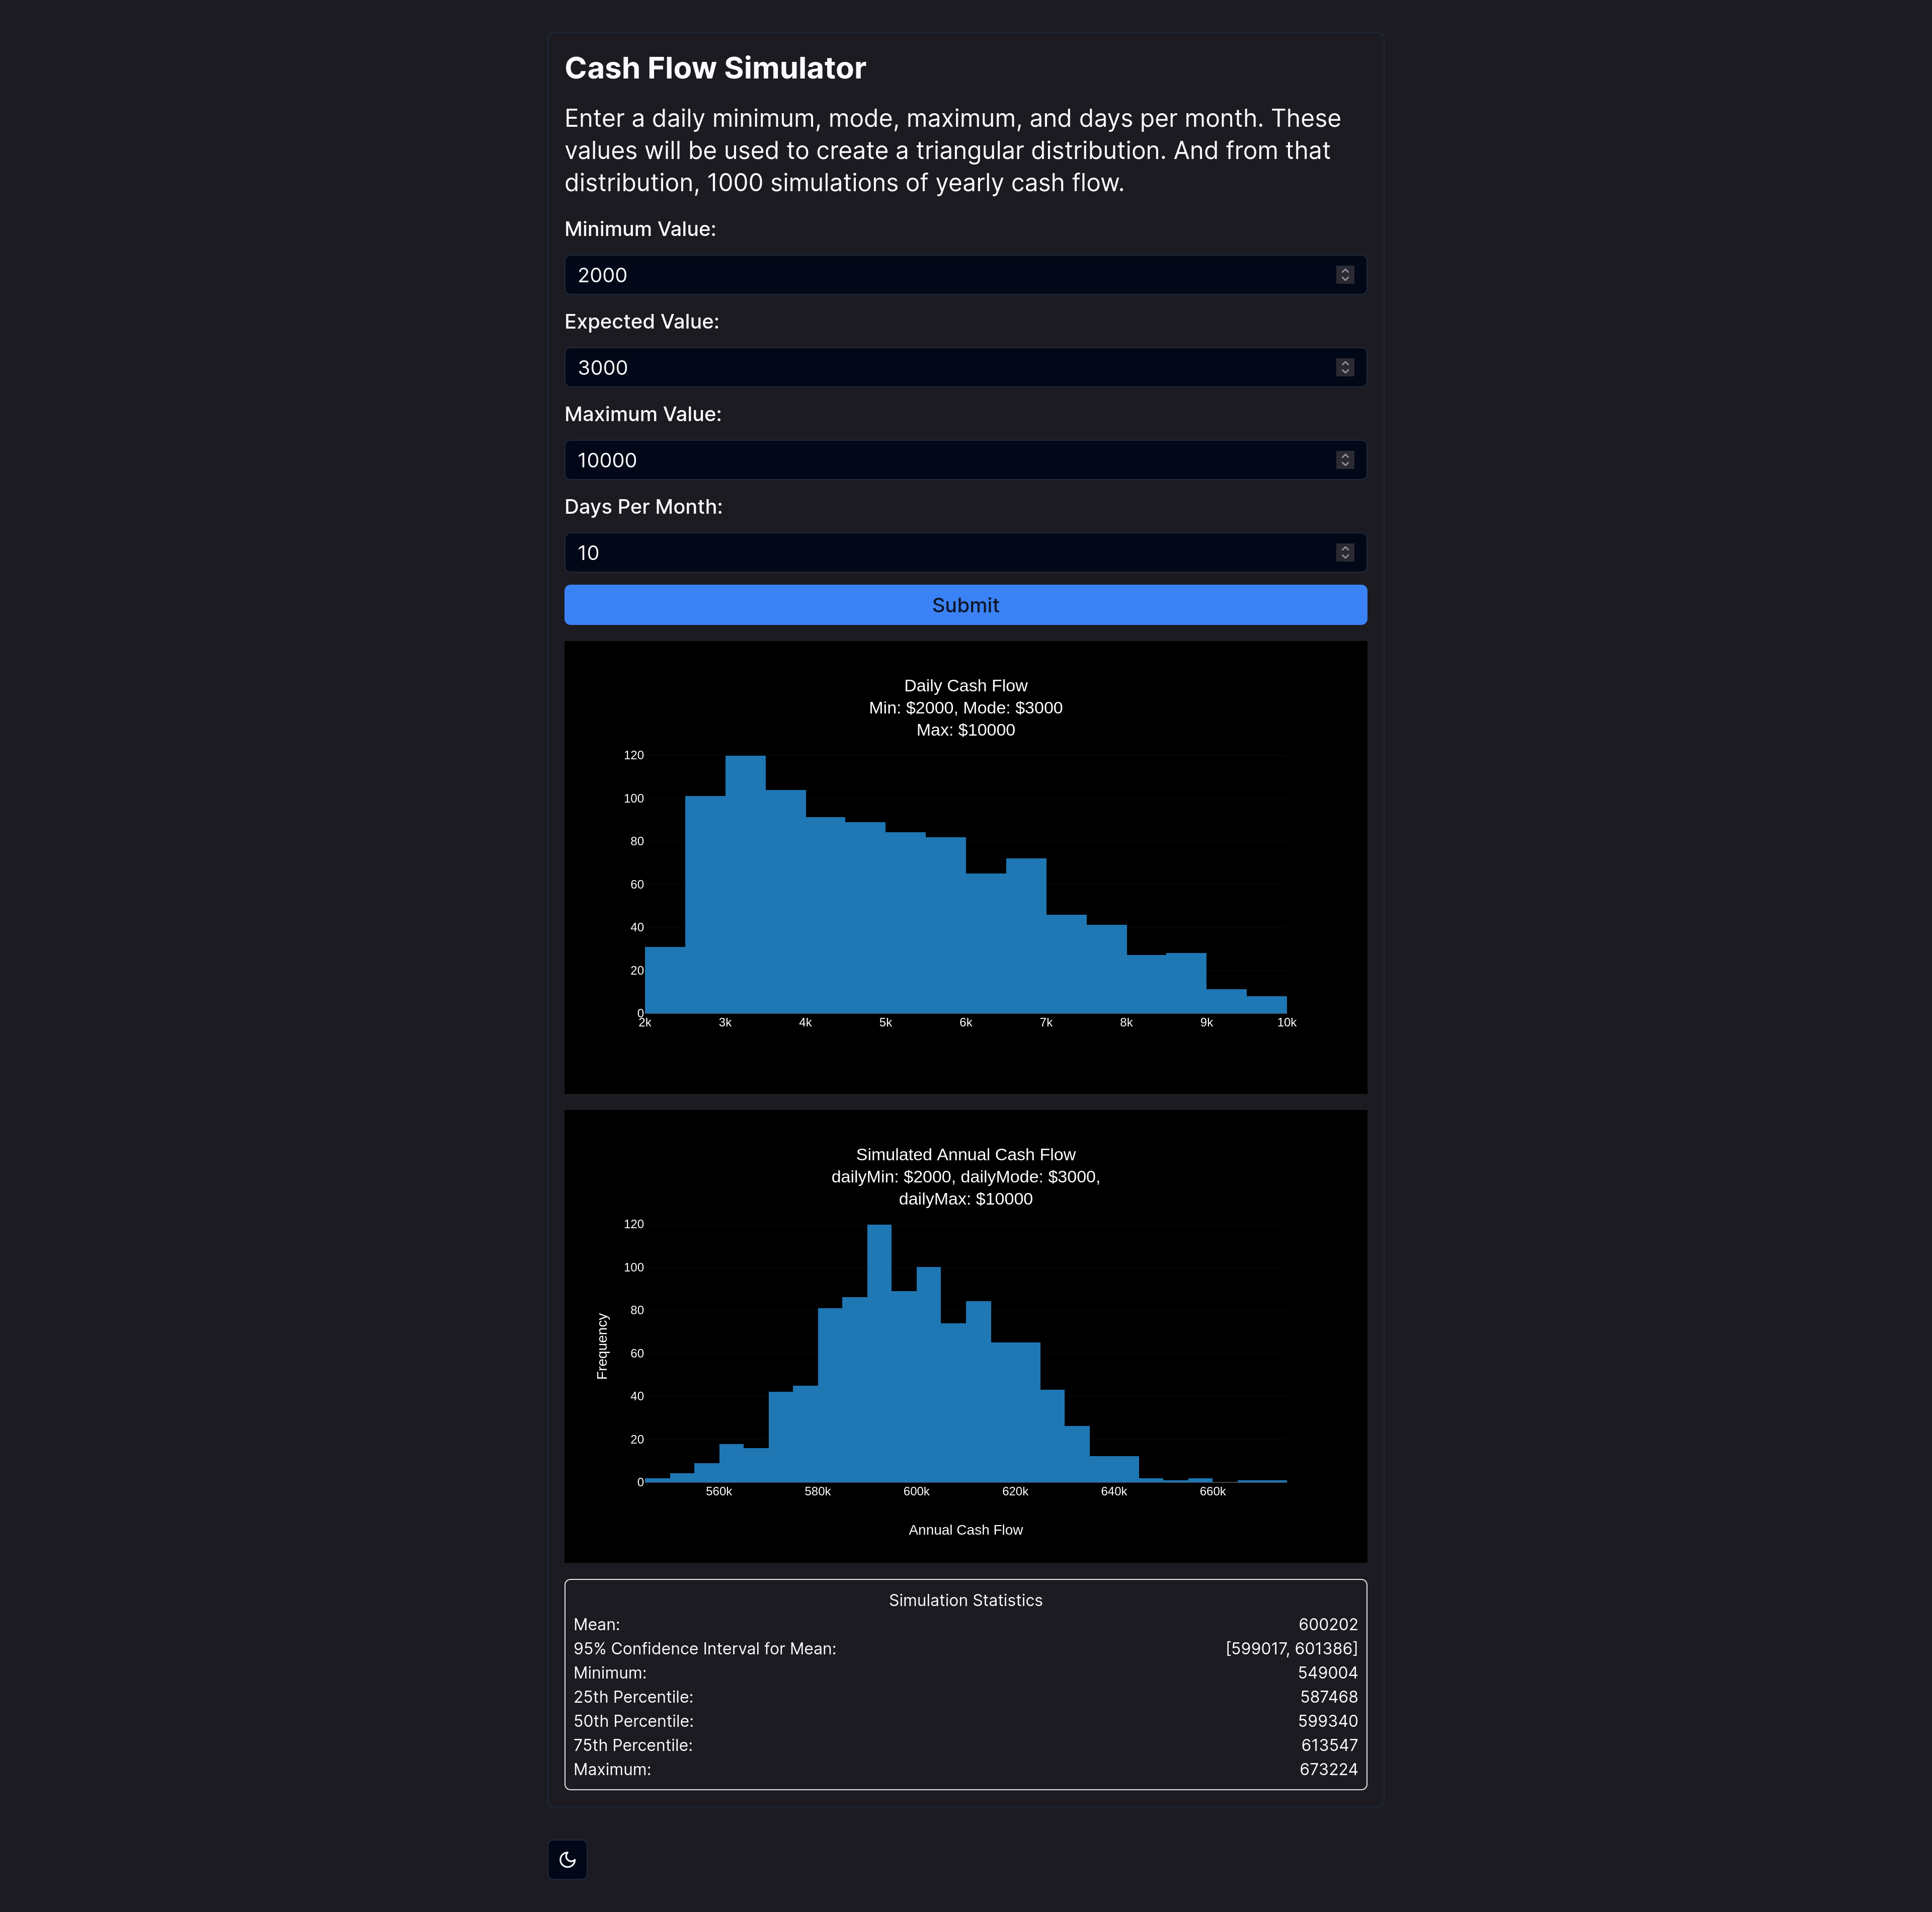 Cash Flow Simulator
Enter a daily minimum, mode, maximum, and days per month. These
values will be used to create a triangular distribution. And from that
distribution, 1000 simulations of yearly cash flow.
Minimum Value:
2000
Expected Value:
3000
Maximum Value:
10000
Days Per Month:
10
Submit
Daily Cash Flow
Min: $2000, Mode: $3000
Max: $10000
120
100
80
60
40
20
0
2k 3k 4k 5k 6k 7k 8k 9k 10k
Simulated Annual Cash Flow
dailyMin: $2000, dailyMode: $3000,
dailyMax: $10000
120
100
80
60
40
20
0
Frequency
560k 580k 600k 620k 640k 660k
Annual Cash Flow
Simulation Statistics
Mean: 600202
95% Confidence Interval for Mean: [599017, 601386]
Minimum: 549004
25th Percentile: 587468
50th Percentile: 599340
75th Percentile: 613547
Maximum: 673224